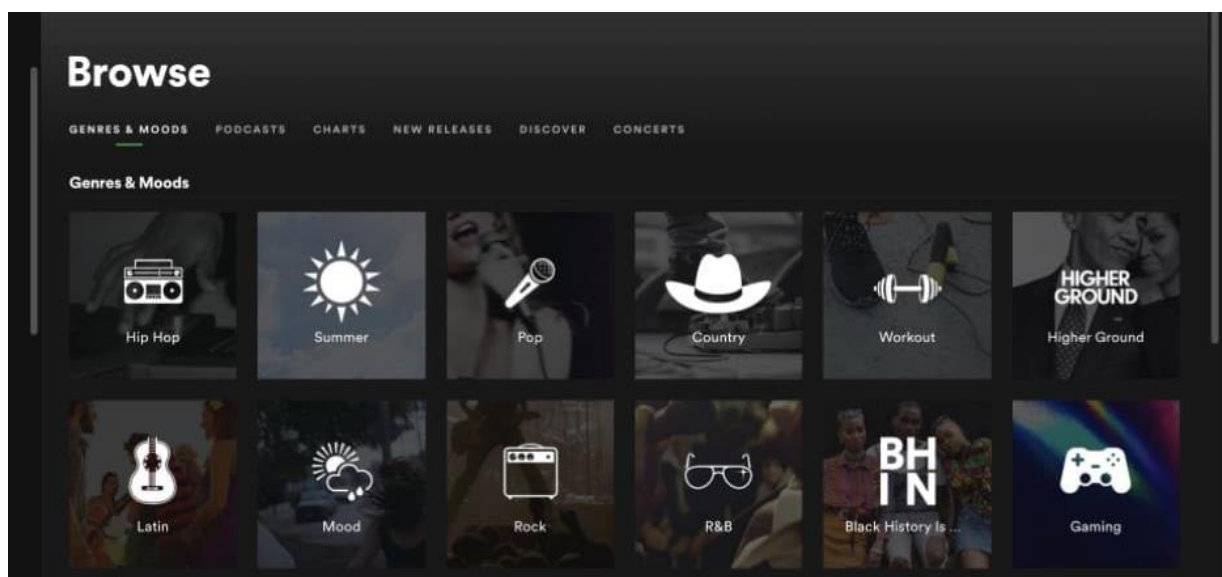 Browse
GENRES & MOODS PODCASTS CHARTS NEW RELEASES DISCOVER CONCERTS
Genres & Moods
HIGHER
GROUND
Hip Hop Summer Pop Country Workout Higher Ground
BH
IN
Latin Mood Rock R&B Black History Is ... Gaming